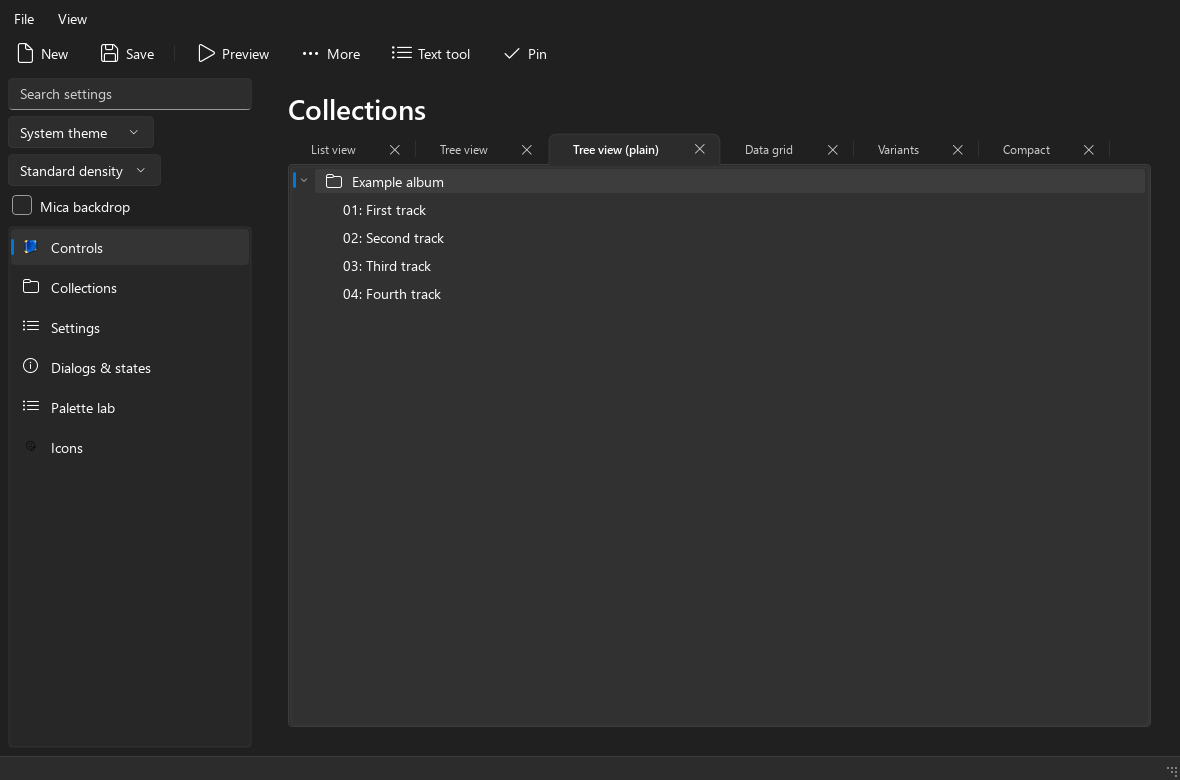 File View
New Save Preview More Text tool Pin
Search settings
System theme
Standard density
Mica backdrop
Controls
Collections
Settings
Dialogs & states
Palette lab
Icons
Collections
List view Tree view Tree view (plain) Data grid Variants Compact
Example album
01: First track
02: Second track
03: Third track
04: Fourth track